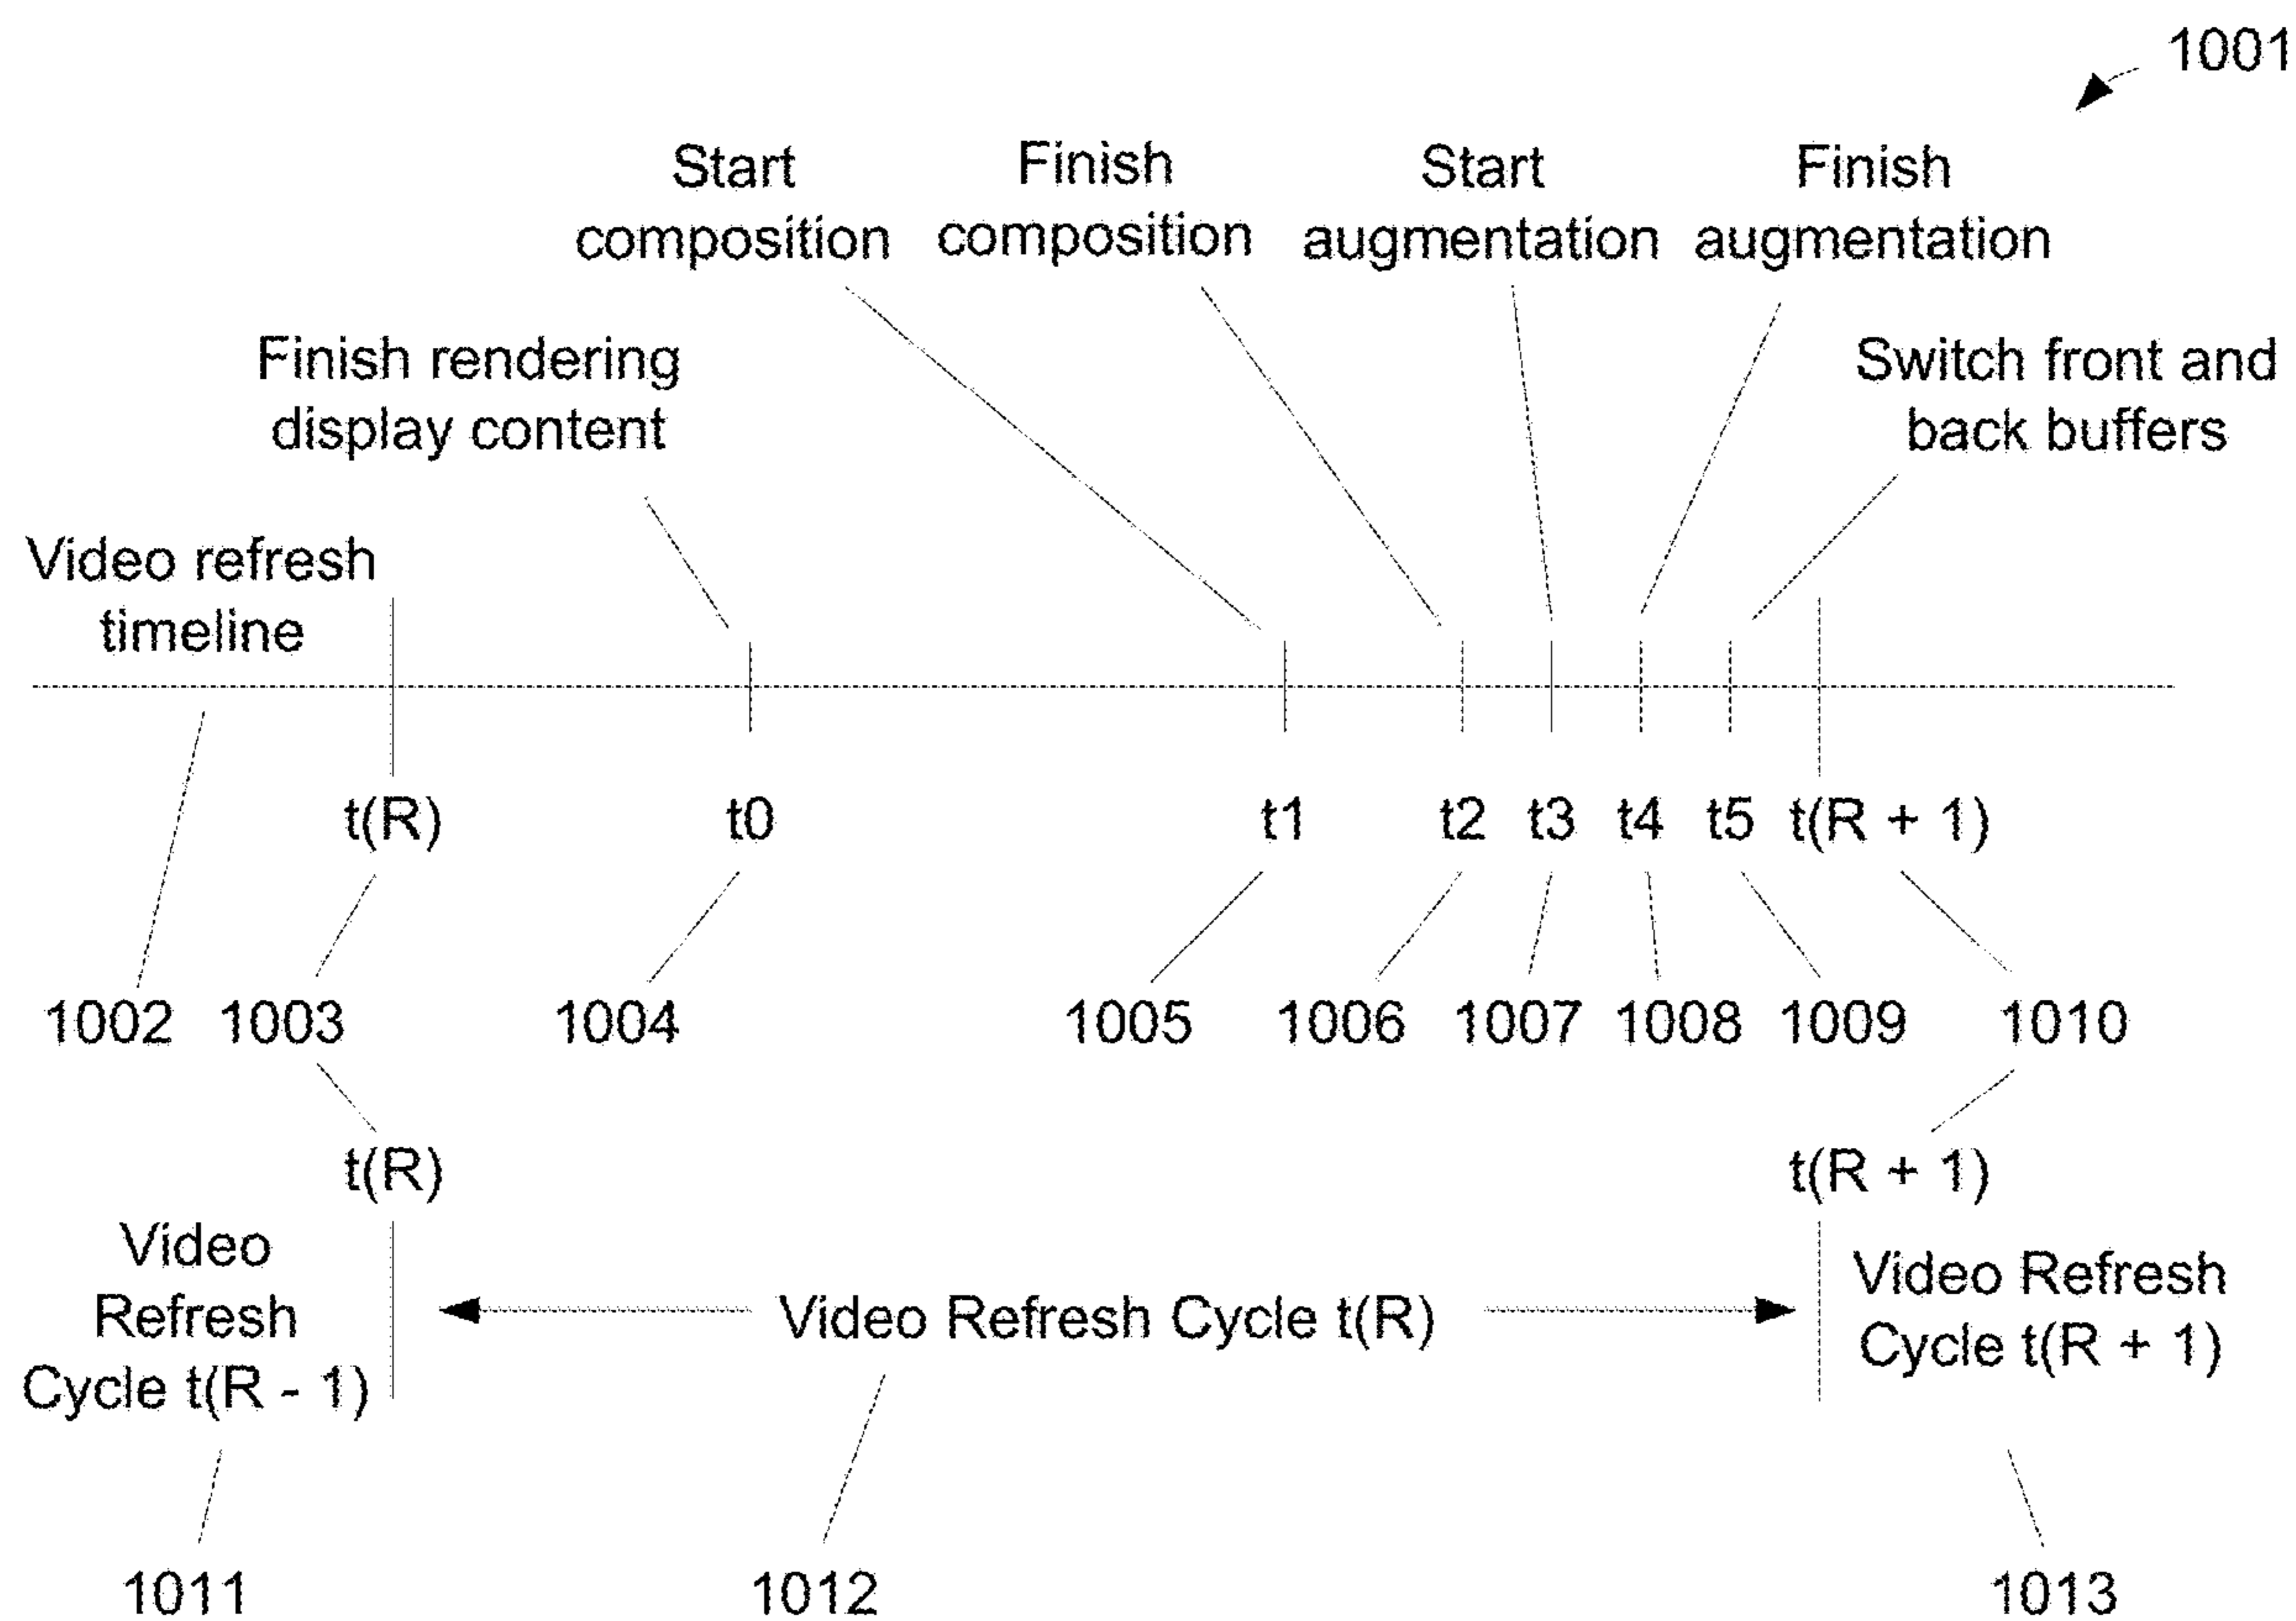 1001
Start
composition
Finish
composition
Start
augmentation
Finish
augmentation
Finish rendering
display content
Switch front and
back buffers
Video refresh
timeline
t(R)
t0
t1
t2
t3
t4
t5
t(R + 1)
1002
1003
1004
1005
1006
1007
1008
1009
1010
t(R)
t(R + 1)
Video
Refresh
Cycle t(R - 1)
Video Refresh Cycle t(R)
Video Refresh
Cycle t(R + 1)
1011
1012
1013